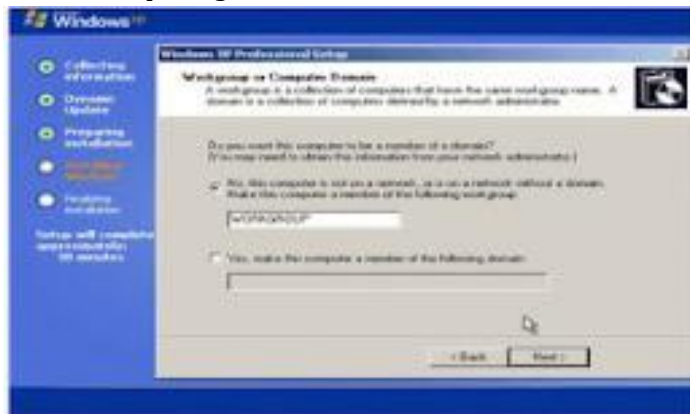 Windows xp
Collecting
information
Dynamic
Update
Preparing
installation
Installing
Windows
Finalizing
installation
Setup will complete
approximately:
Windows XP Professional Setup
Workgroup or Computer Domain
A workgroup is a collection of computers that have the same workgroup name. A
domain is a collection of computers defined by a network administrator.
Do you want this computer to be a member of a domain?
(You may need to obtain this information from your network administrator.)
No, this computer is not on a network, or is on a network without a domain.
Make this computer a member of the following workgroup:
WORKGROUP
Yes, make this computer a member of the following domain:
< Back
Next >